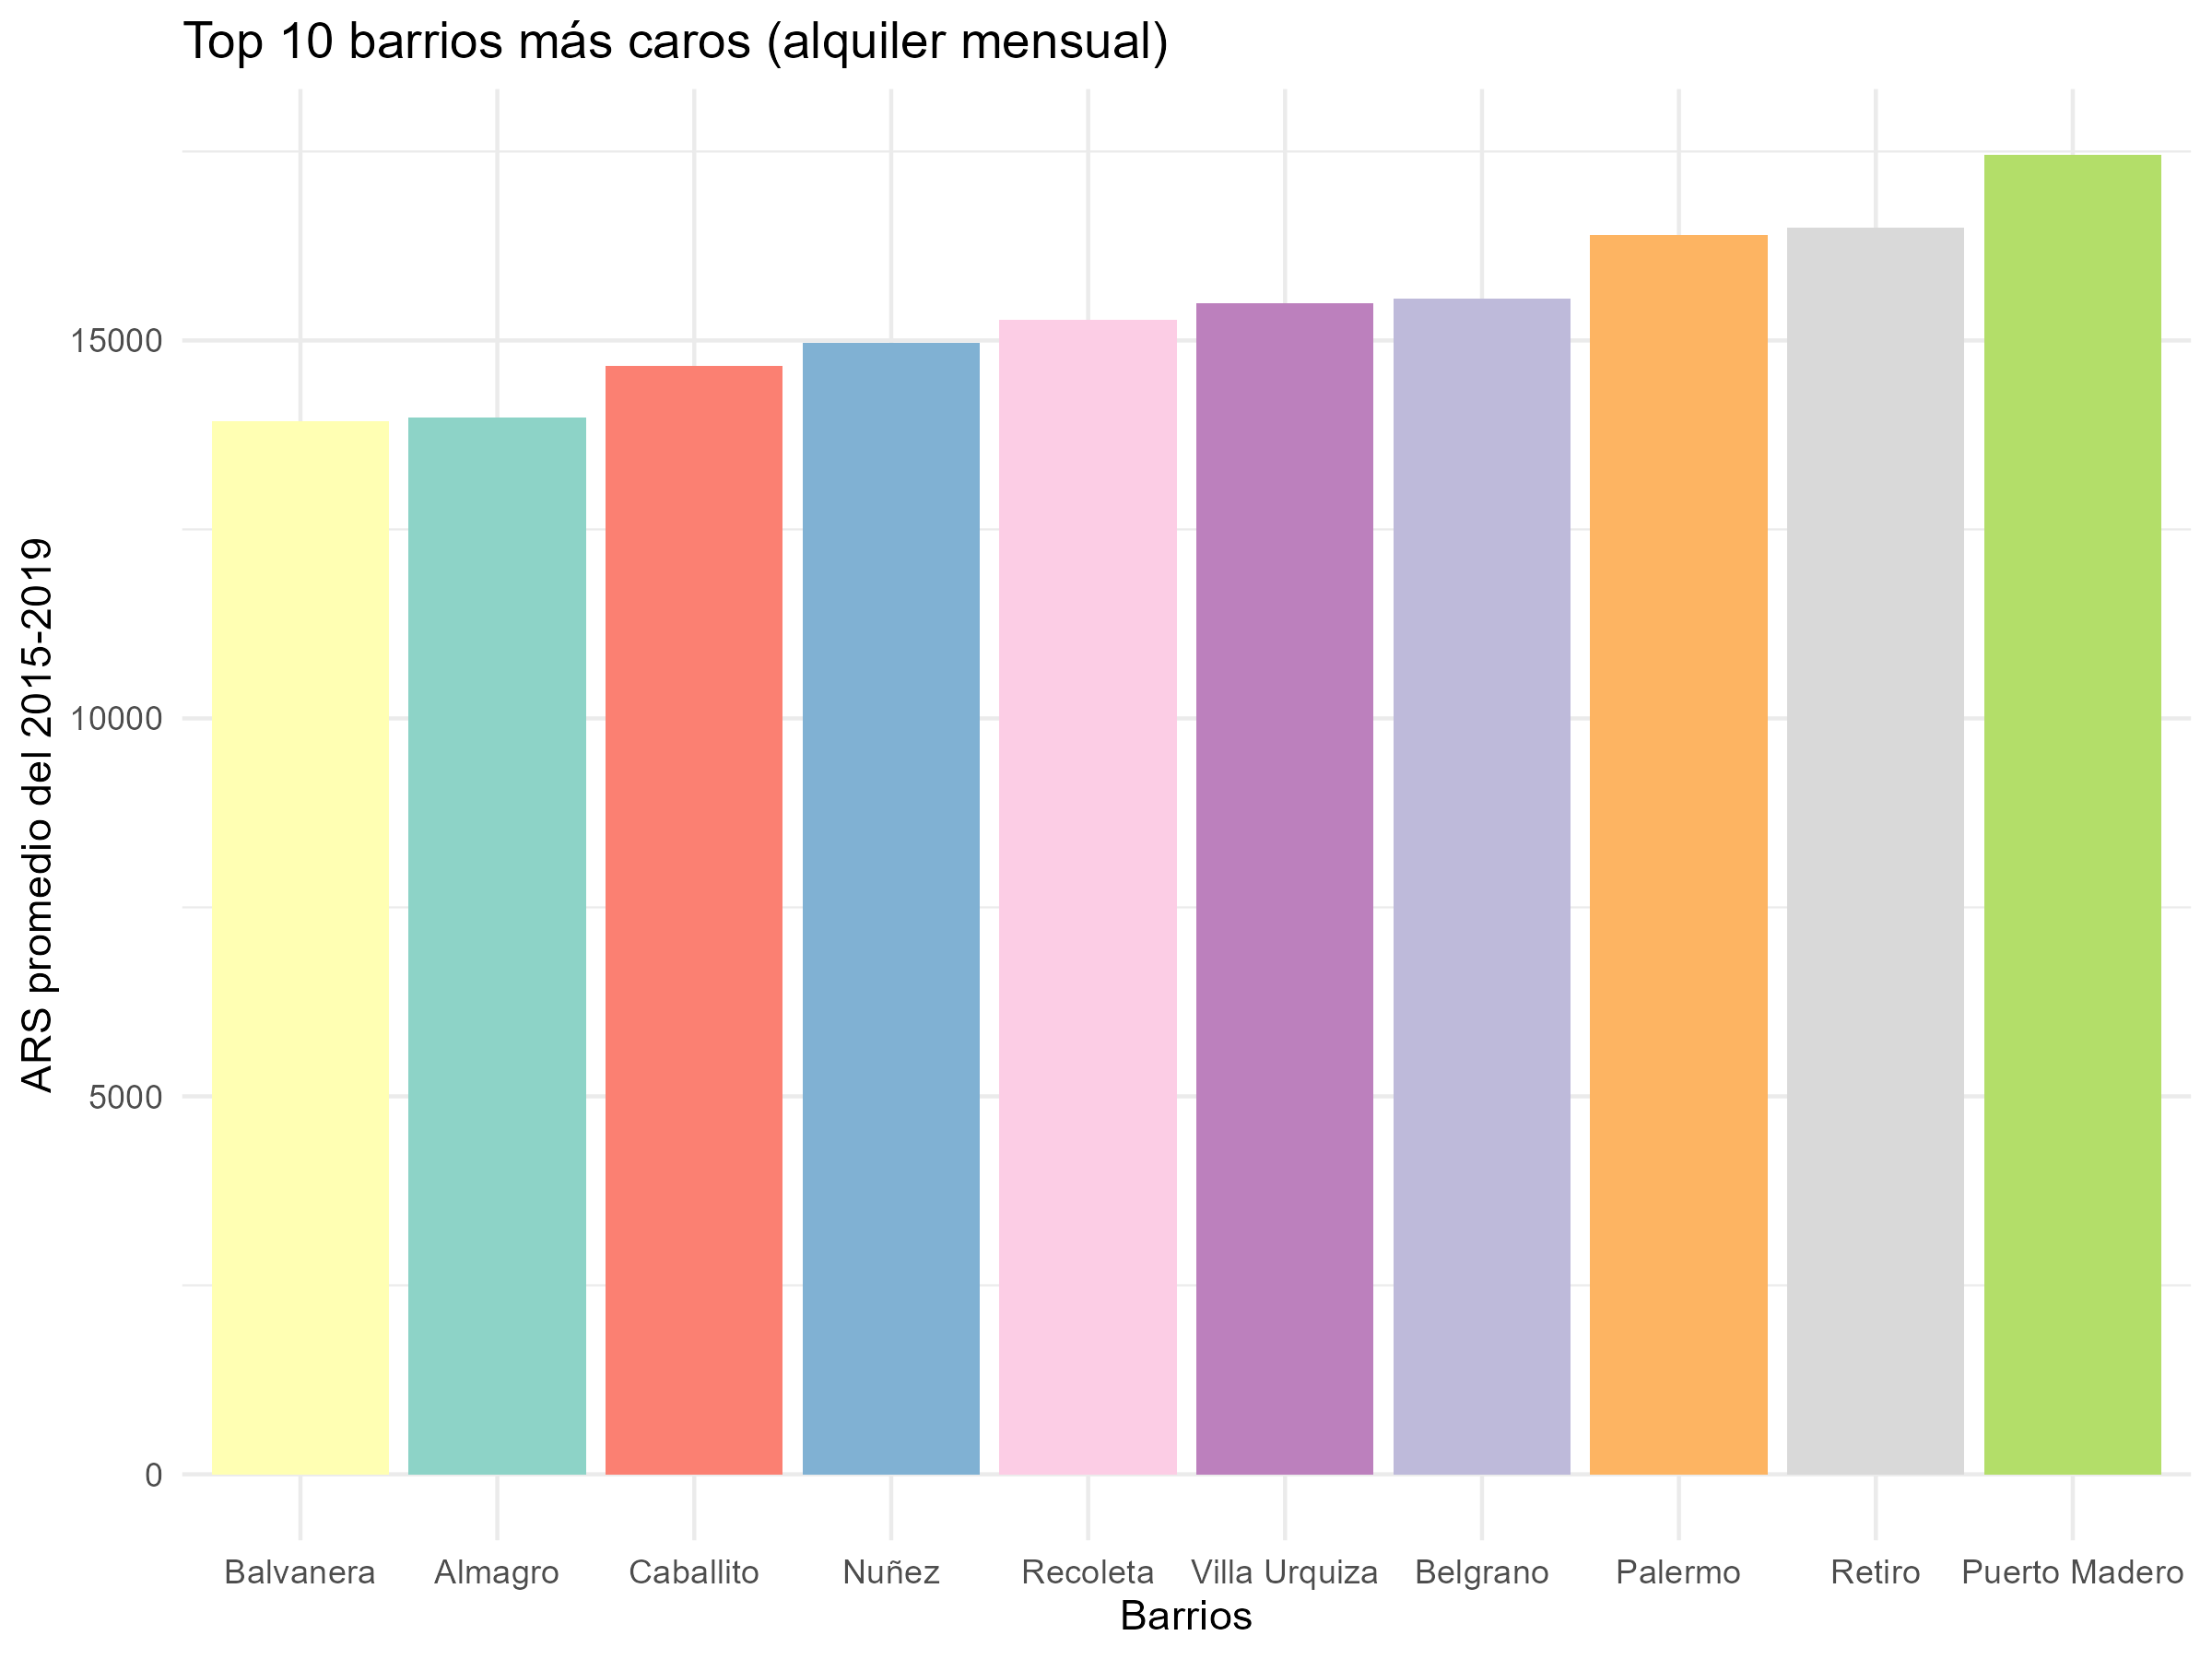 Top 10 barrios más caros (alquiler mensual)
ARS promedio del 2015-2019
15000
10000
5000
0
Balvanera
Almagro
Caballito
Nuñez
Recoleta
Villa Urquiza
Belgrano
Palermo
Retiro
Puerto Madero
Barrios